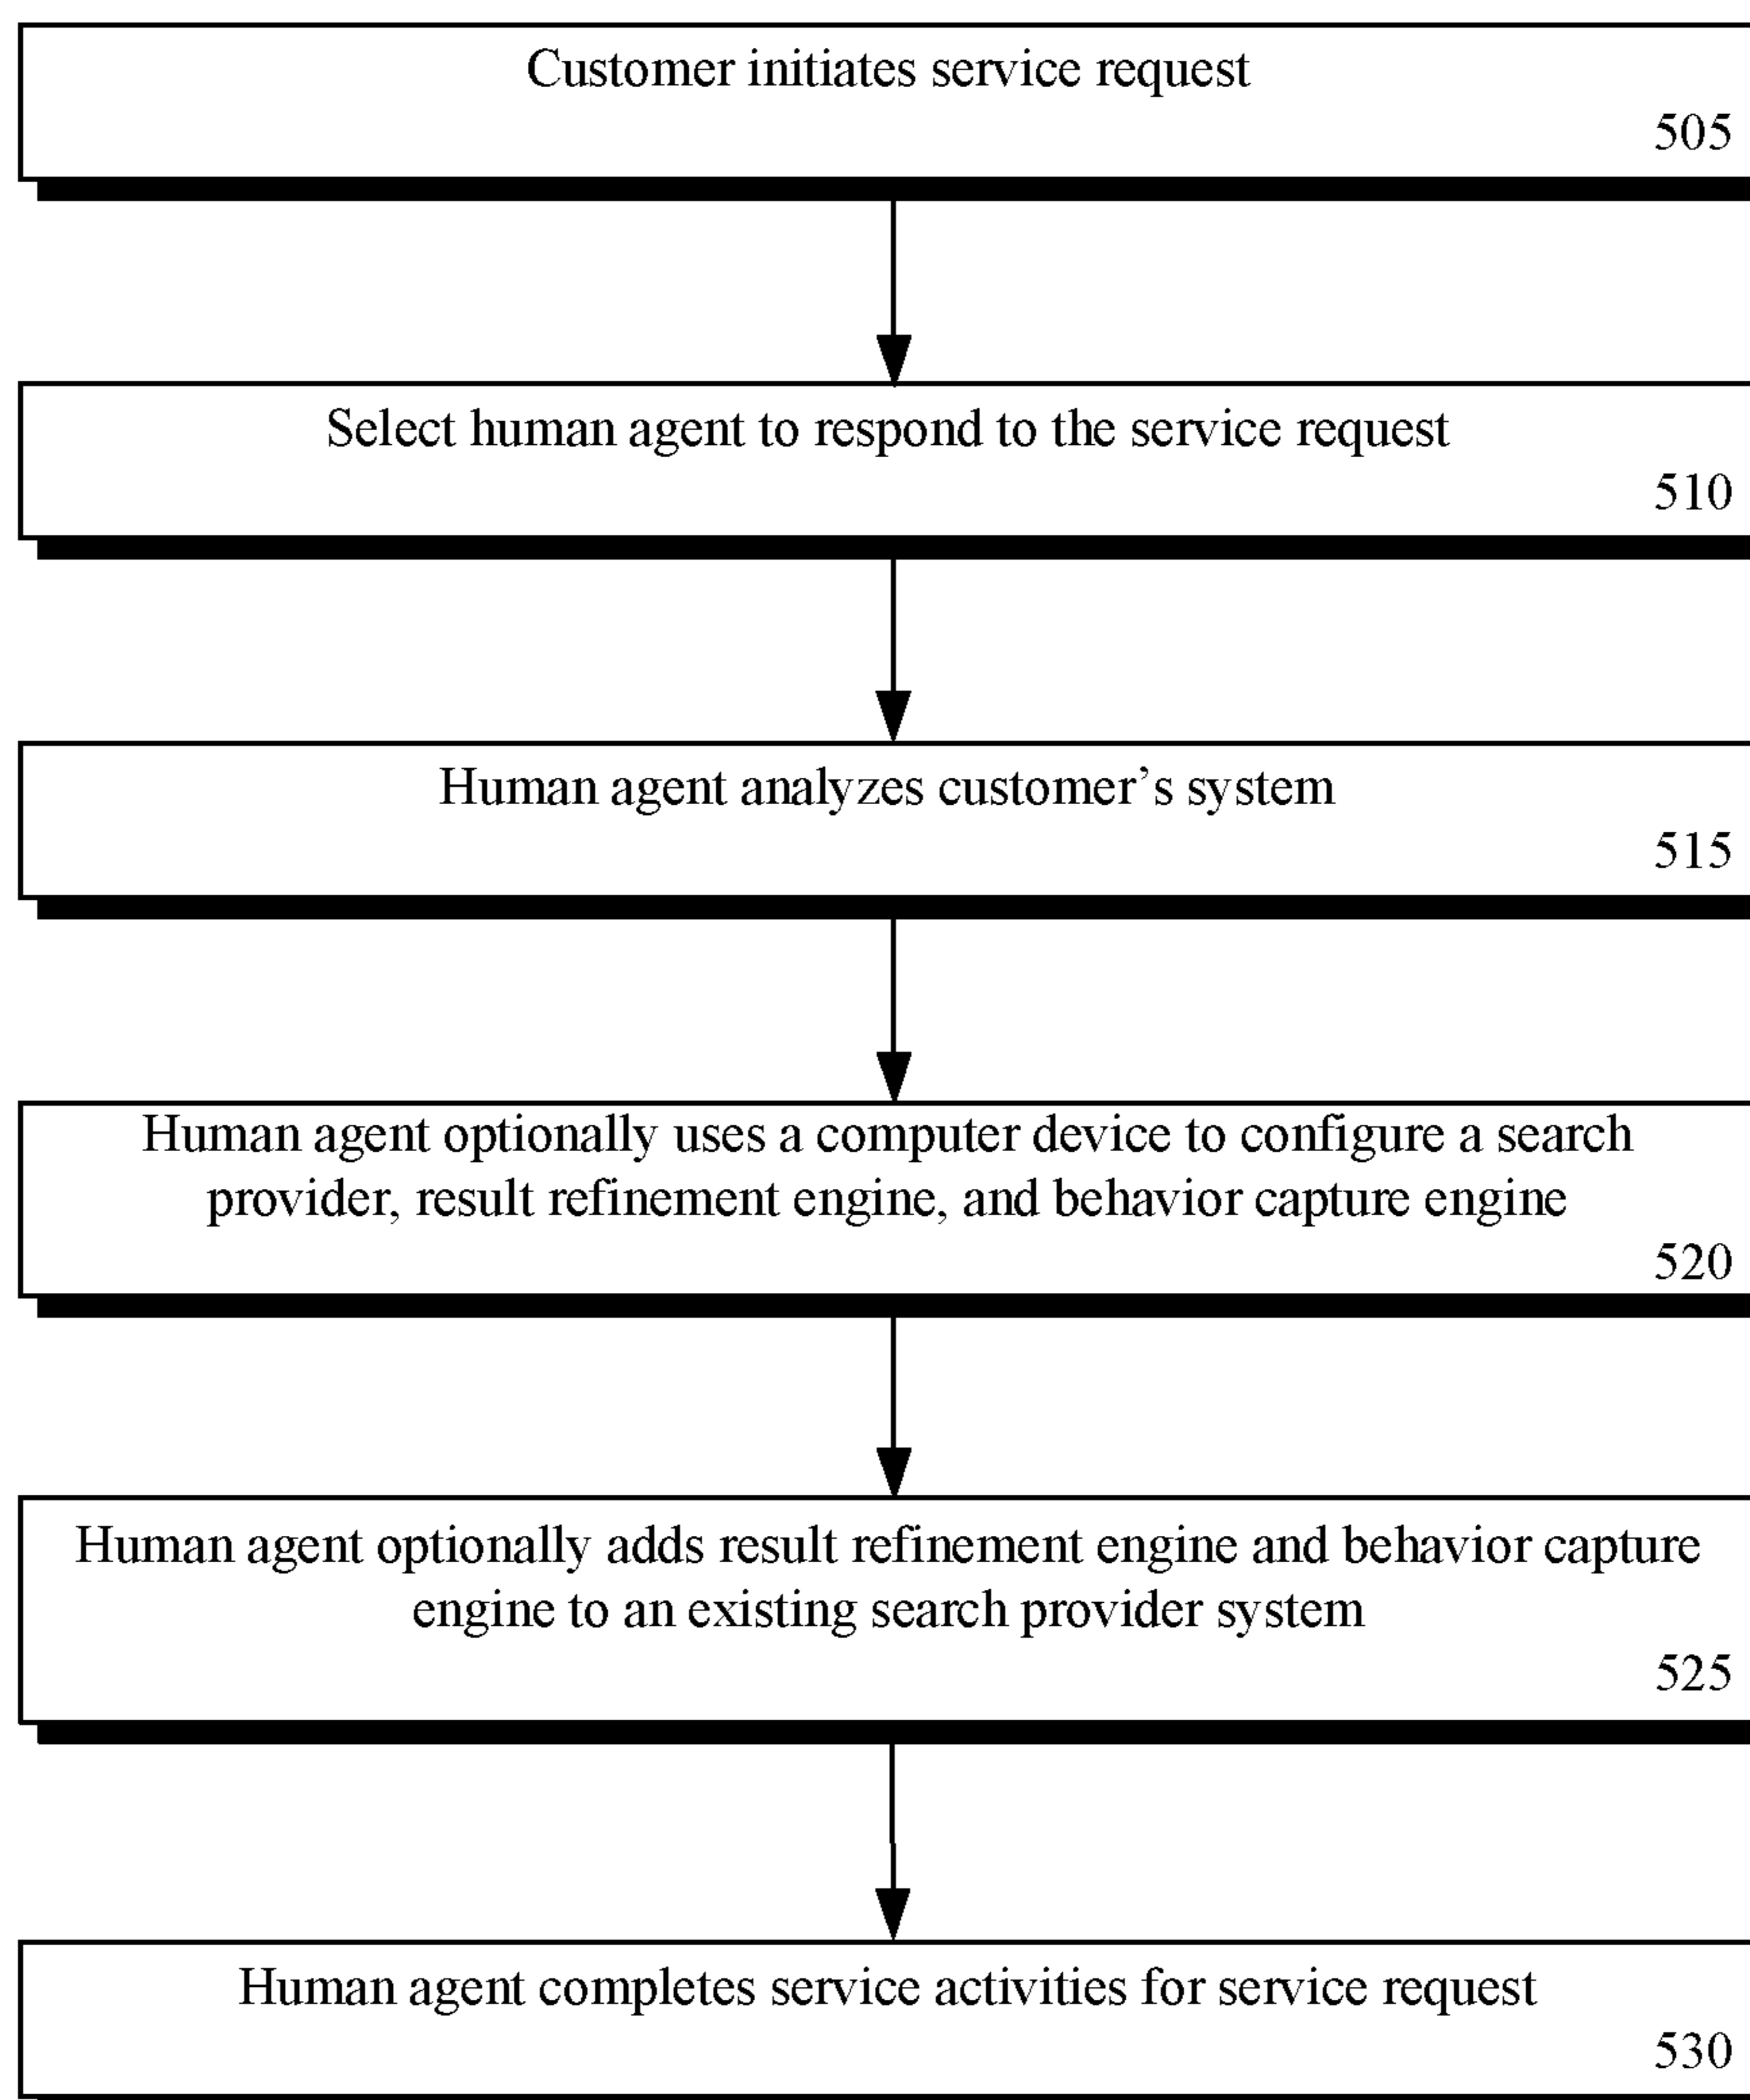 Customer initiates service request
505
Select human agent to respond to the service request
510
Human agent analyzes customer’s system
515
Human agent optionally uses a computer device to configure a search
provider, result refinement engine, and behavior capture engine
520
Human agent optionally adds result refinement engine and behavior capture
engine to an existing search provider system
525
Human agent completes service activities for service request
530